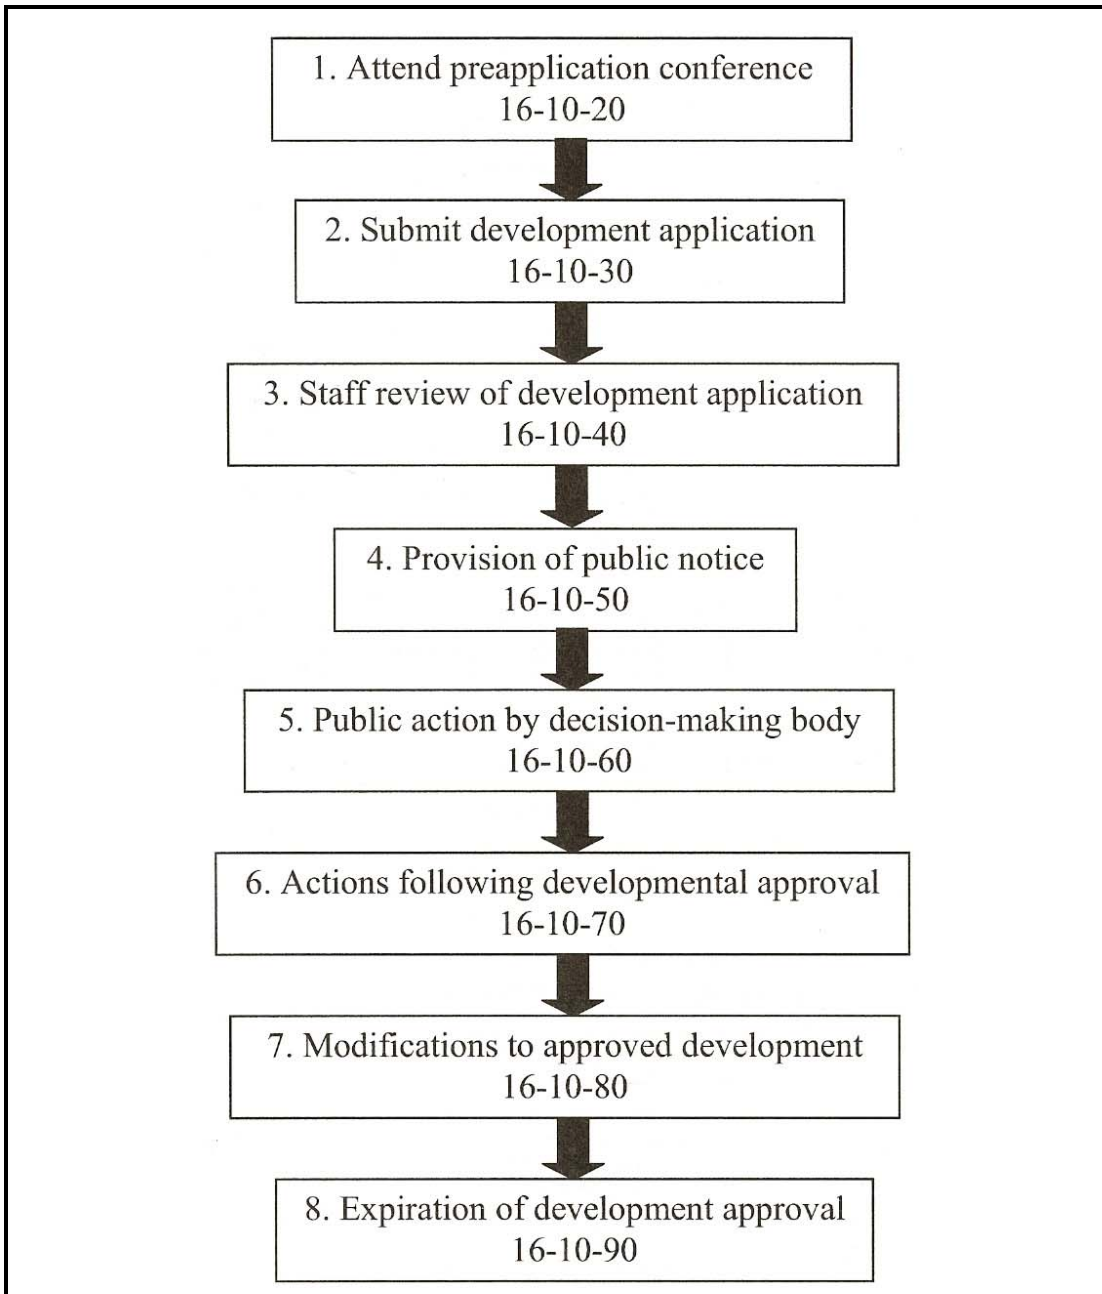 1. Attend preapplication conference
16-10-20
2. Submit development application
16-10-30
3. Staff review of development application
16-10-40
4. Provision of public notice
16-10-50
5. Public action by decision-making body
16-10-60
6. Actions following developmental approval
16-10-70
7. Modifications to approved development
16-10-80
8. Expiration of development approval
16-10-90